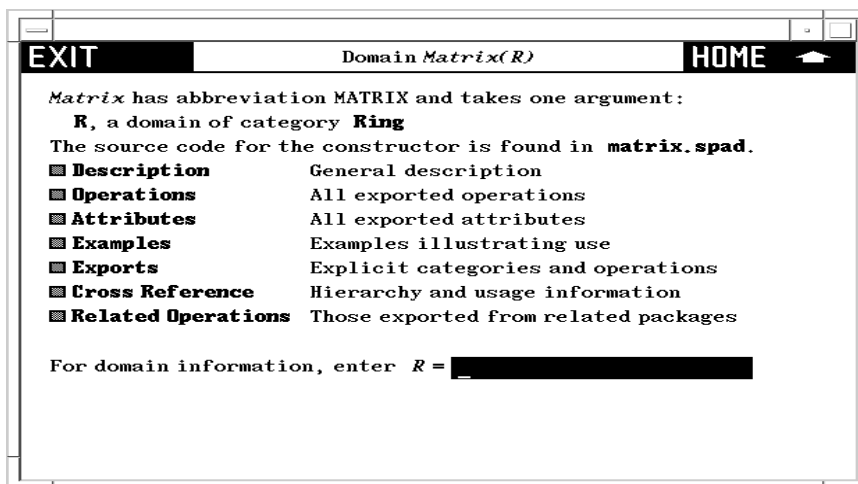 EXIT Domain Matrix(R) HOME
Matrix has abbreviation MATRIX and takes one argument:
R, a domain of category Ring
The source code for the constructor is found in matrix.spad.
Description General description
Operations All exported operations
Attributes All exported attributes
Examples Examples illustrating use
Exports Explicit categories and operations
Cross Reference Hierarchy and usage information
Related Operations Those exported from related packages
For domain information, enter R = _